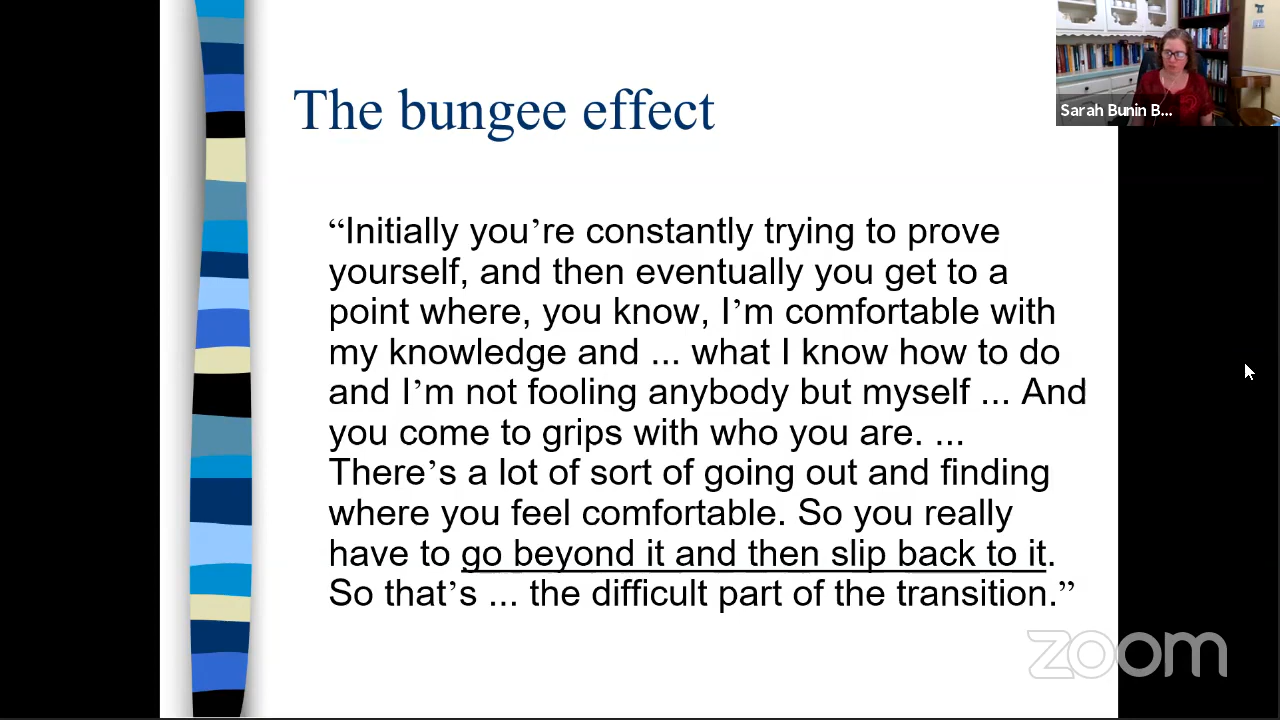 The bungee effect
Sarah Bunin B...
“Initially you’re constantly trying to prove
yourself, and then eventually you get to a
point where, you know, I’m comfortable with
my knowledge and ... what I know how to do
and I’m not fooling anybody but myself ... And
you come to grips with who you are. ...
There’s a lot of sort of going out and finding
where you feel comfortable. So you really
have to go beyond it and then slip back to it.
So that’s ... the difficult part of the transition.”
zoom